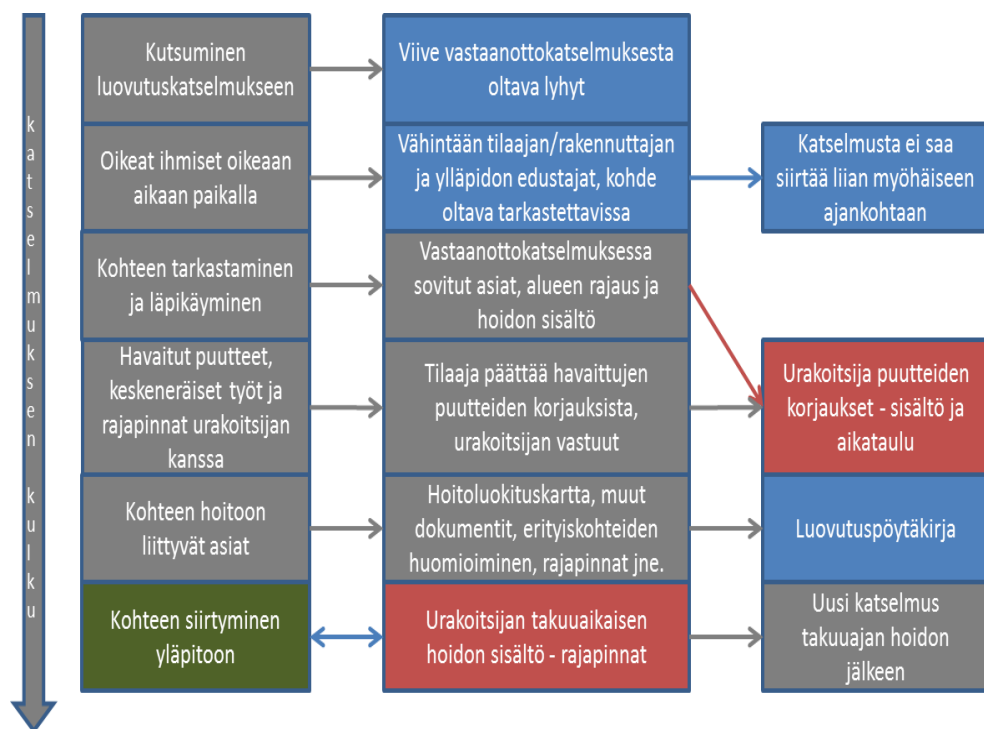 katselmuksen kulku
Kutsuminen
luovutuskatselmukseen
Viive vastaanottokatselmuksesta
oltava lyhyt
Oikeat ihmiset oikeaan
aikaan paikalla
Vähintään tilaajan/rakennuttajan
ja ylläpidon edustajat, kohde
oltava tarkastettavissa
Katselmusta ei saa
siirtää liian myöhäiseen
ajankohtaan
Kohteen tarkastaminen
ja läpikäyminen
Vastaanottokatselmuksessa
sovitut asiat, alueen rajaus ja
hoidon sisältö
Havaitut puutteet,
keskeneräiset työt ja
rajapinnat urakoitsijan
kanssa
Tilaaja päättää havaittujen
puutteiden korjauksista,
urakoitsijan vastuut
Urakoitsija puutteiden
korjaukset - sisältö ja
aikataulu
Kohteen hoitoon
liittyvät asiat
Hoitoluokituskartta, muut
dokumentit, erityiskohteiden
huomioiminen, rajapinnat jne.
Luovutuspöytäkirja
Kohteen siirtyminen
yläpitoon
Urakoitsijan takuuaikaisen
hoidon sisältö - rajapinnat
Uusi katselmus
takuuajan hoidon
jälkeen